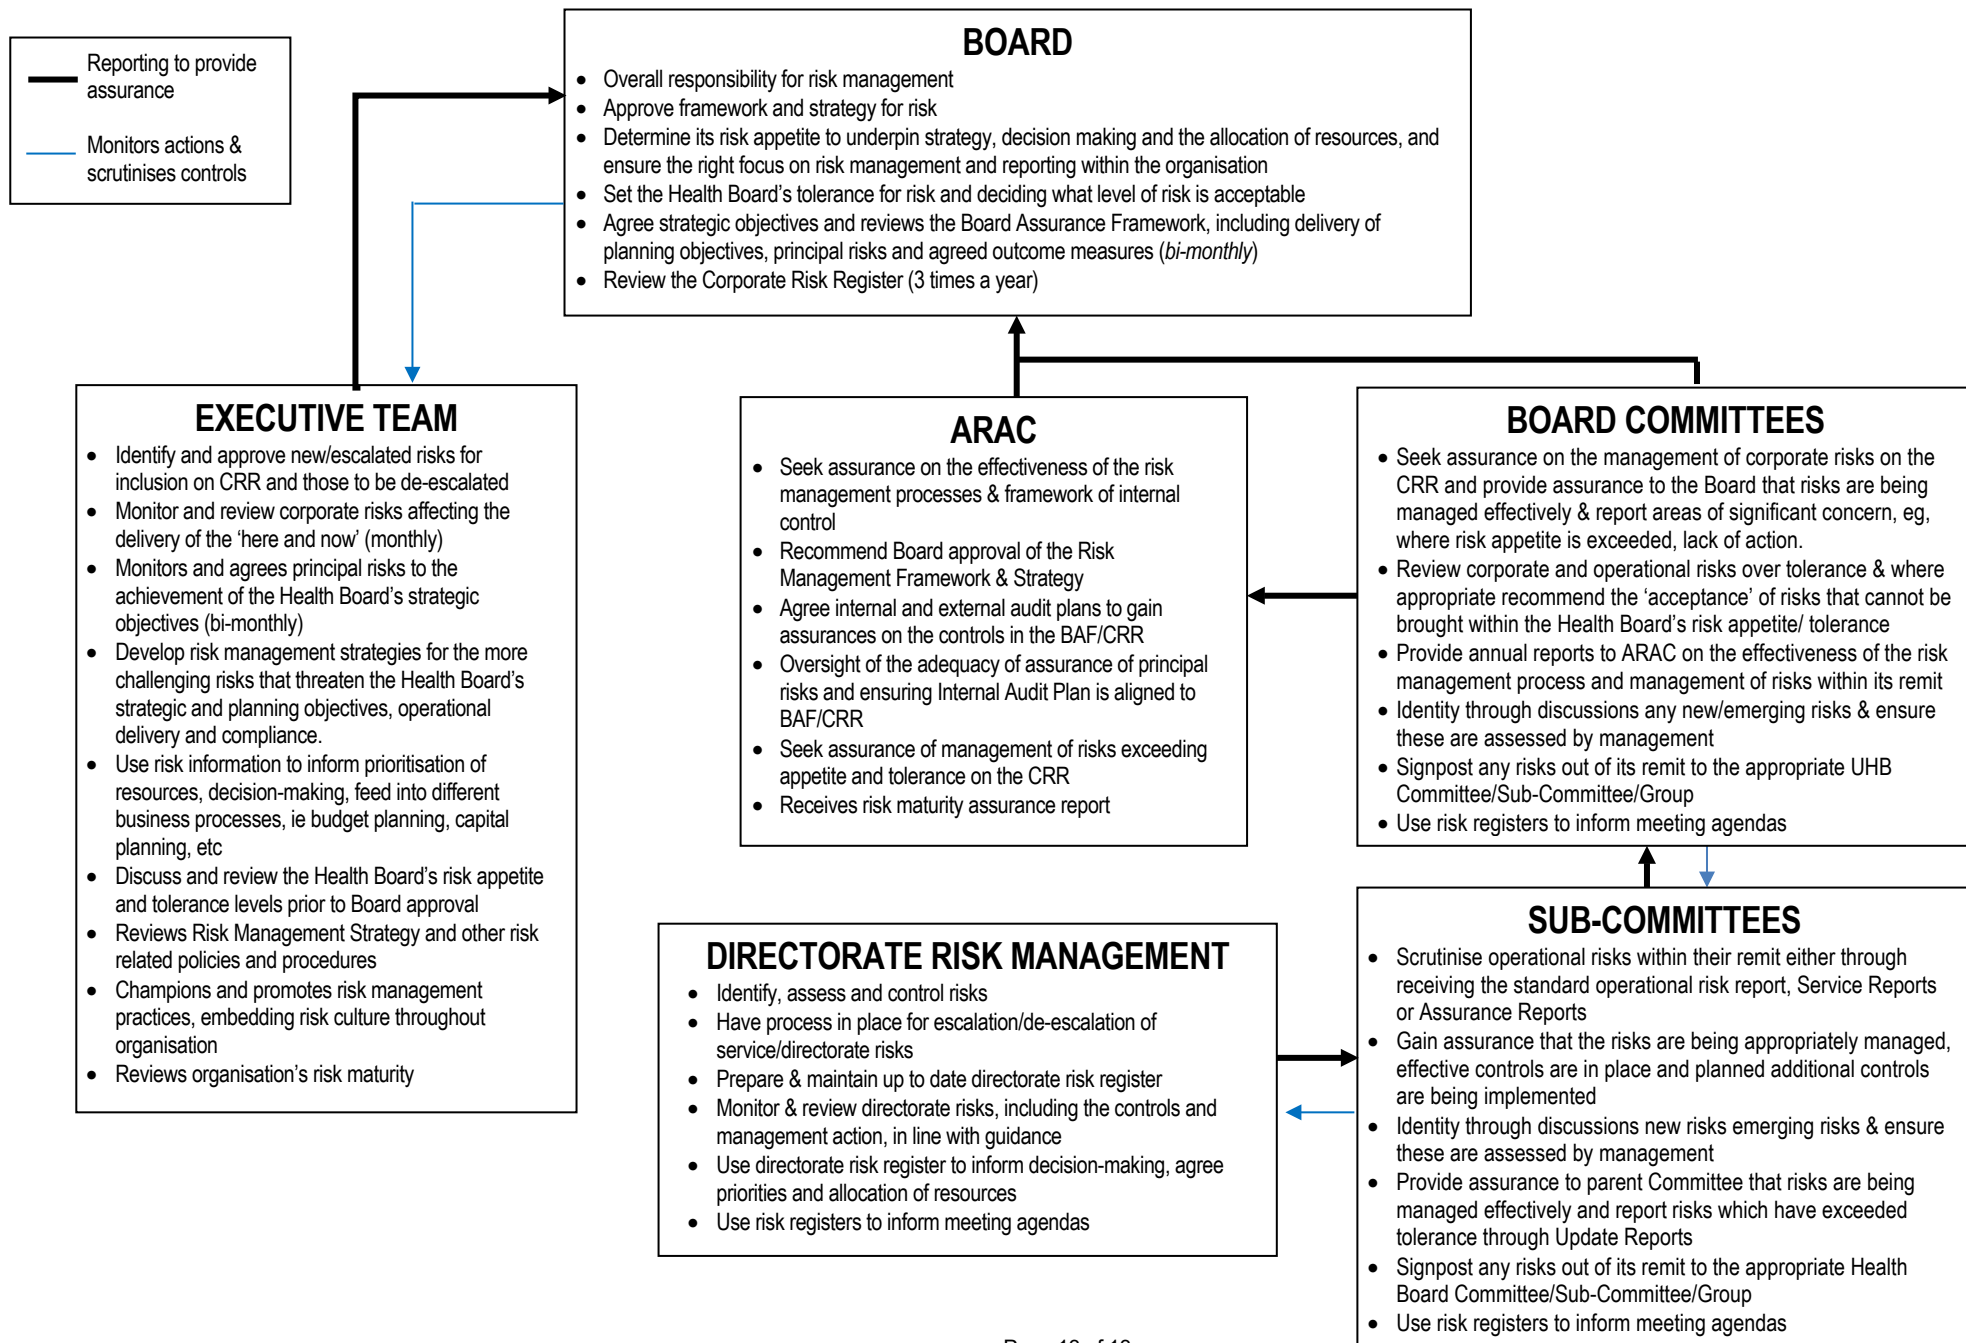 Reporting to provide
assurance
Monitors actions &
scrutinises controls
BOARD
• Overall responsibility for risk management
• Approve framework and strategy for risk
• Determine its risk appetite to underpin strategy, decision making and the allocation of resources, and
ensure the right focus on risk management and reporting within the organisation
• Set the Health Board’s tolerance for risk and deciding what level of risk is acceptable
• Agree strategic objectives and reviews the Board Assurance Framework, including delivery of
planning objectives, principal risks and agreed outcome measures (bi-monthly)
• Review the Corporate Risk Register (3 times a year)
EXECUTIVE TEAM
• Identify and approve new/escalated risks for
inclusion on CRR and those to be de-escalated
• Monitor and review corporate risks affecting the
delivery of the ‘here and now’ (monthly)
• Monitors and agrees principal risks to the
achievement of the Health Board’s strategic
objectives (bi-monthly)
• Develop risk management strategies for the more
challenging risks that threaten the Health Board’s
strategic and planning objectives, operational
delivery and compliance.
• Use risk information to inform prioritisation of
resources, decision-making, feed into different
business processes, ie budget planning, capital
planning, etc
• Discuss and review the Health Board’s risk appetite
and tolerance levels prior to Board approval
• Reviews Risk Management Strategy and other risk
related policies and procedures
• Champions and promotes risk management
practices, embedding risk culture throughout
organisation
• Reviews organisation’s risk maturity
ARAC
• Seek assurance on the effectiveness of the risk
management processes & framework of internal
control
• Recommend Board approval of the Risk
Management Framework & Strategy
• Agree internal and external audit plans to gain
assurances on the controls in the BAF/CRR
• Oversight of the adequacy of assurance of principal
risks and ensuring Internal Audit Plan is aligned to
BAF/CRR
• Seek assurance of management of risks exceeding
appetite and tolerance on the CRR
• Receives risk maturity assurance report
BOARD COMMITTEES
• Seek assurance on the management of corporate risks on the
CRR and provide assurance to the Board that risks are being
managed effectively & report areas of significant concern, eg,
where risk appetite is exceeded, lack of action.
• Review corporate and operational risks over tolerance & where
appropriate recommend the ‘acceptance’ of risks that cannot be
brought within the Health Board’s risk appetite/ tolerance
• Provide annual reports to ARAC on the effectiveness of the risk
management process and management of risks within its remit
• Identity through discussions any new/emerging risks & ensure
these are assessed by management
• Signpost any risks out of its remit to the appropriate UHB
Committee/Sub-Committee/Group
• Use risk registers to inform meeting agendas
DIRECTORATE RISK MANAGEMENT
• Identify, assess and control risks
• Have process in place for escalation/de-escalation of
service/directorate risks
• Prepare & maintain up to date directorate risk register
• Monitor & review directorate risks, including the controls and
management action, in line with guidance
• Use directorate risk register to inform decision-making, agree
priorities and allocation of resources
• Use risk registers to inform meeting agendas
SUB-COMMITTEES
• Scrutinise operational risks within their remit either through
receiving the standard operational risk report, Service Reports
or Assurance Reports
• Gain assurance that the risks are being appropriately managed,
effective controls are in place and planned additional controls
are being implemented
• Identity through discussions new risks emerging risks & ensure
these are assessed by management
• Provide assurance to parent Committee that risks are being
managed effectively and report risks which have exceeded
tolerance through Update Reports
• Signpost any risks out of its remit to the appropriate Health
Board Committee/Sub-Committee/Group
• Use risk registers to inform meeting agendas